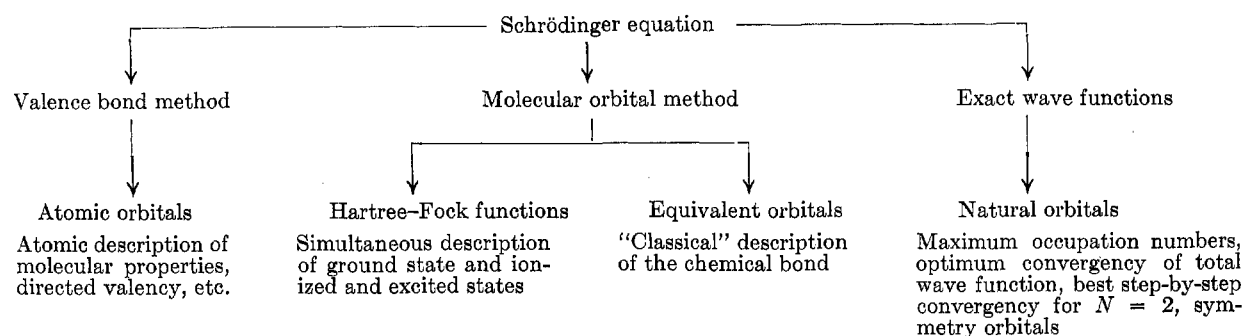 Schrödinger equation
Valence bond method
Molecular orbital method
Exact wave functions
Atomic orbitals
Atomic description of
molecular properties,
directed valency, etc.
Hartree–Fock functions
Simultaneous description
of ground state and ion-
ized and excited states
Equivalent orbitals
"Classical" description
of the chemical bond
Natural orbitals
Maximum occupation numbers,
optimum convergency of total
wave function, best step-by-step
convergency for N = 2, sym-
metry orbitals